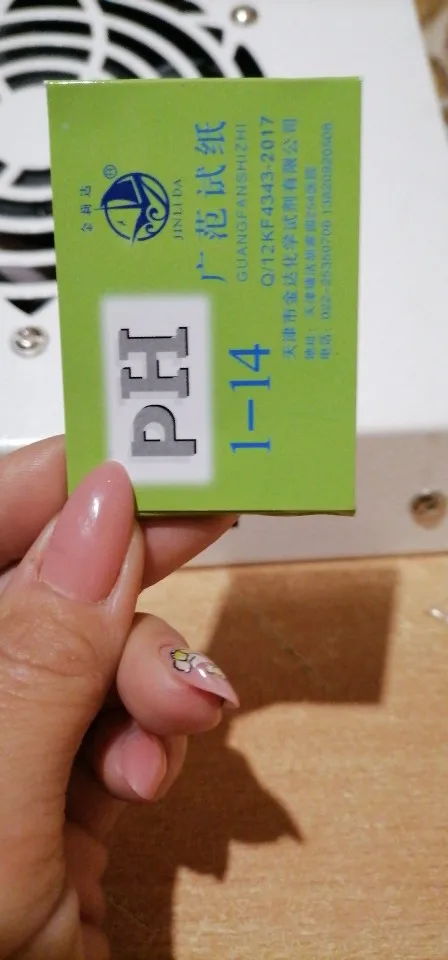 金莉达
®
JINLIDA
广范试纸
GUANGFANSHIZHI
PH
1-14
Q/12KF4343-2017
天津市金达化学试剂有限公司